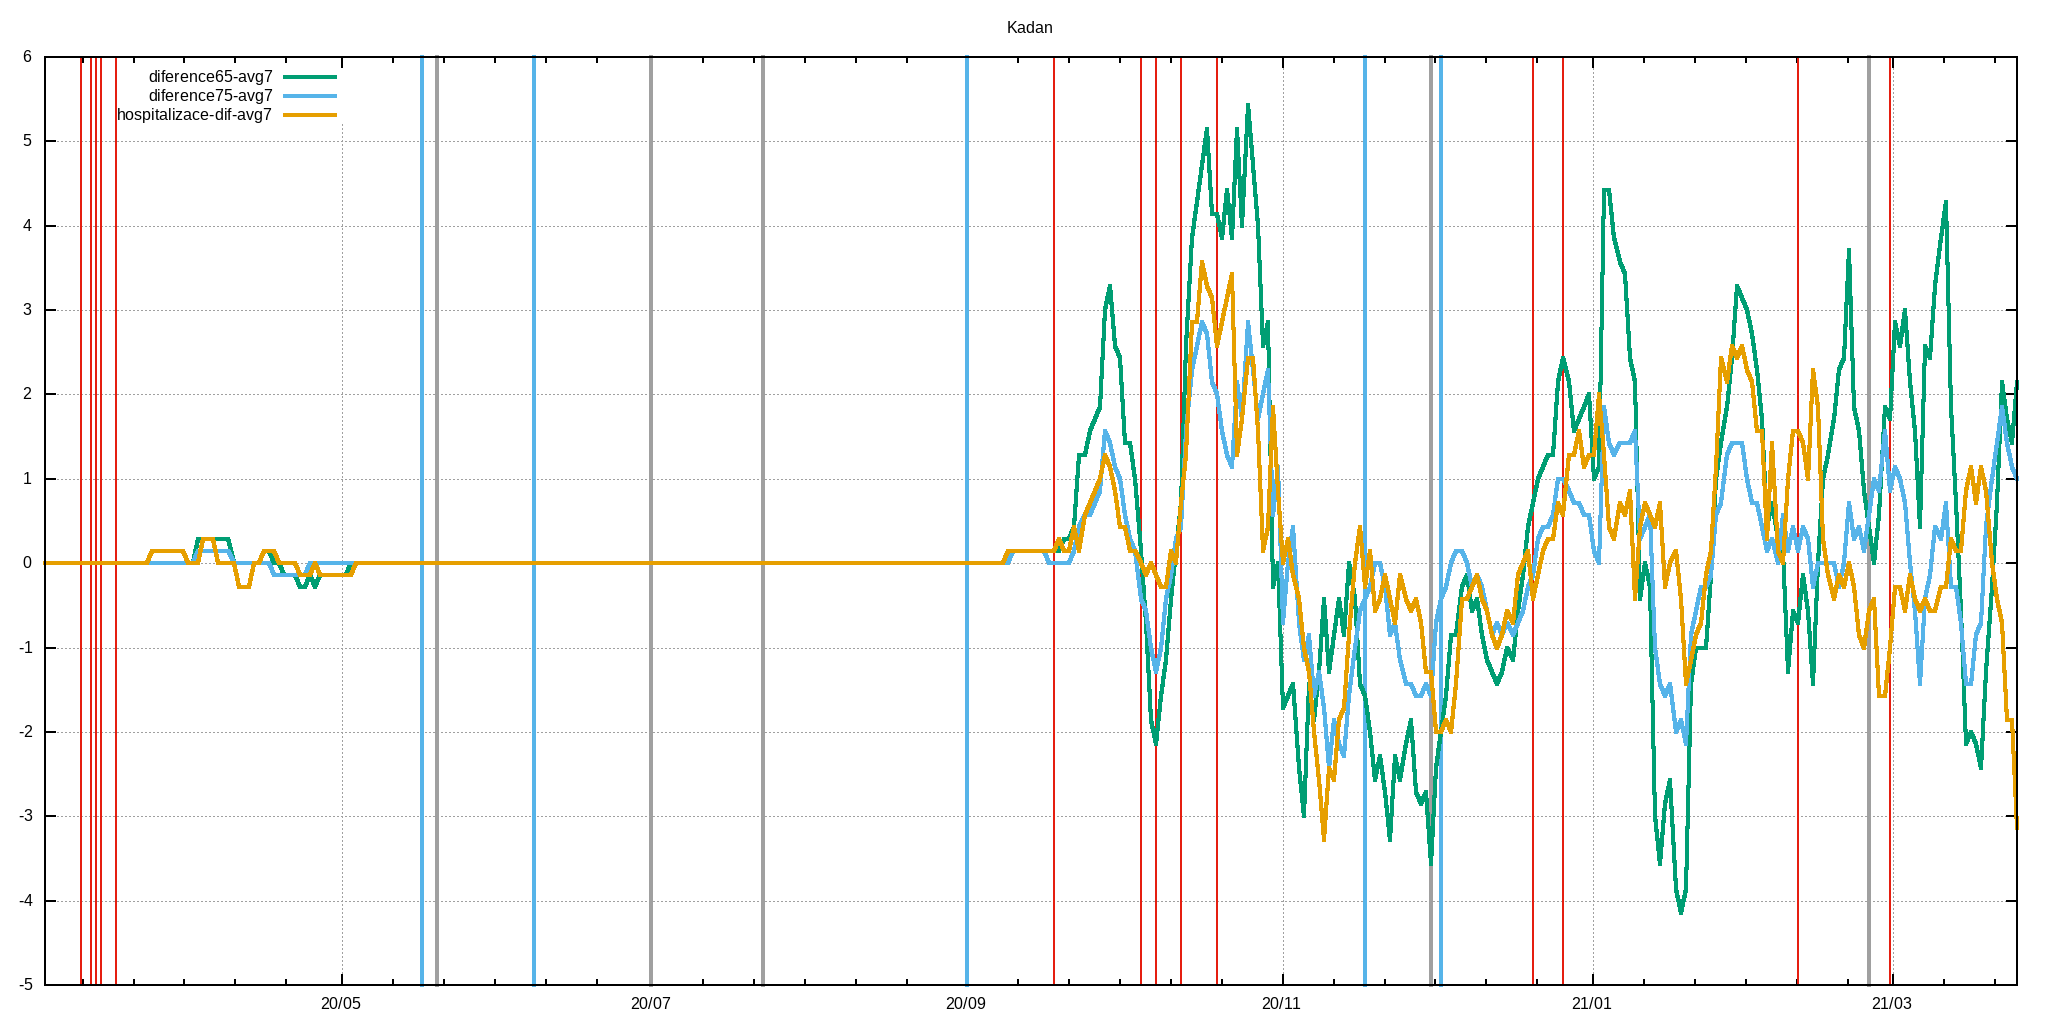 Kadan
6
diference65-avg7
diference75-avg7
hospitalizace-dif-avg7
5
4
3
2
1
0
-1
-2
-3
-4
-5
20/05 20/07 20/09 20/11 21/01 21/03